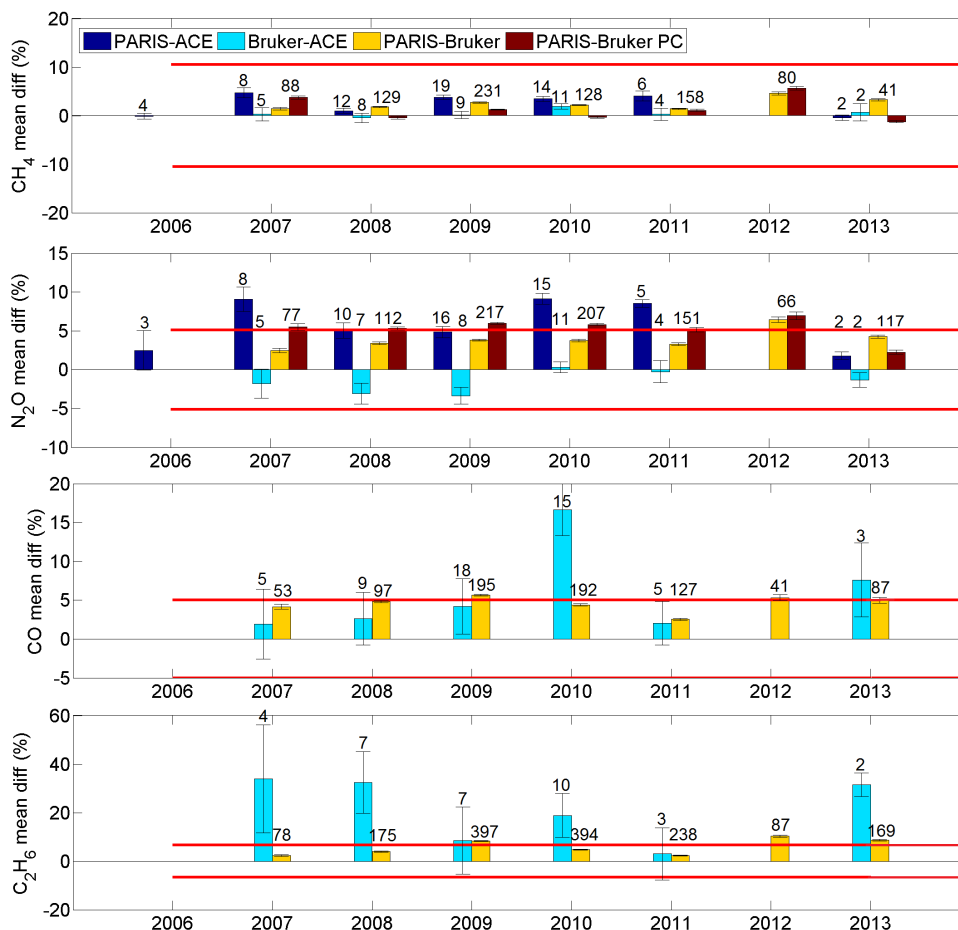 PARIS-ACE Bruker-ACE PARIS-Bruker PARIS-Bruker PC
CH4 mean diff (%)
20
10
0
-10
-20
4
8 5 88
12 8 129
19 9 231
14 11 128
6 4 158
80
2 2 41
2006 2007 2008 2009 2010 2011 2012 2013
N2O mean diff (%)
15
10
5
0
-5
-10
3
8 5 77
10 7 112
16 8 217
15 11 207
5 4 151
66
2 2 117
2006 2007 2008 2009 2010 2011 2012 2013
CO mean diff (%)
20
15
10
5
0
-5
5 53
9 97
18 195
15 192
5 127
41
3 87
2006 2007 2008 2009 2010 2011 2012 2013
C2H6 mean diff (%)
60
40
20
0
-20
4 78
7 175
7 397
10 394
3 238
87
2 169
2006 2007 2008 2009 2010 2011 2012 2013